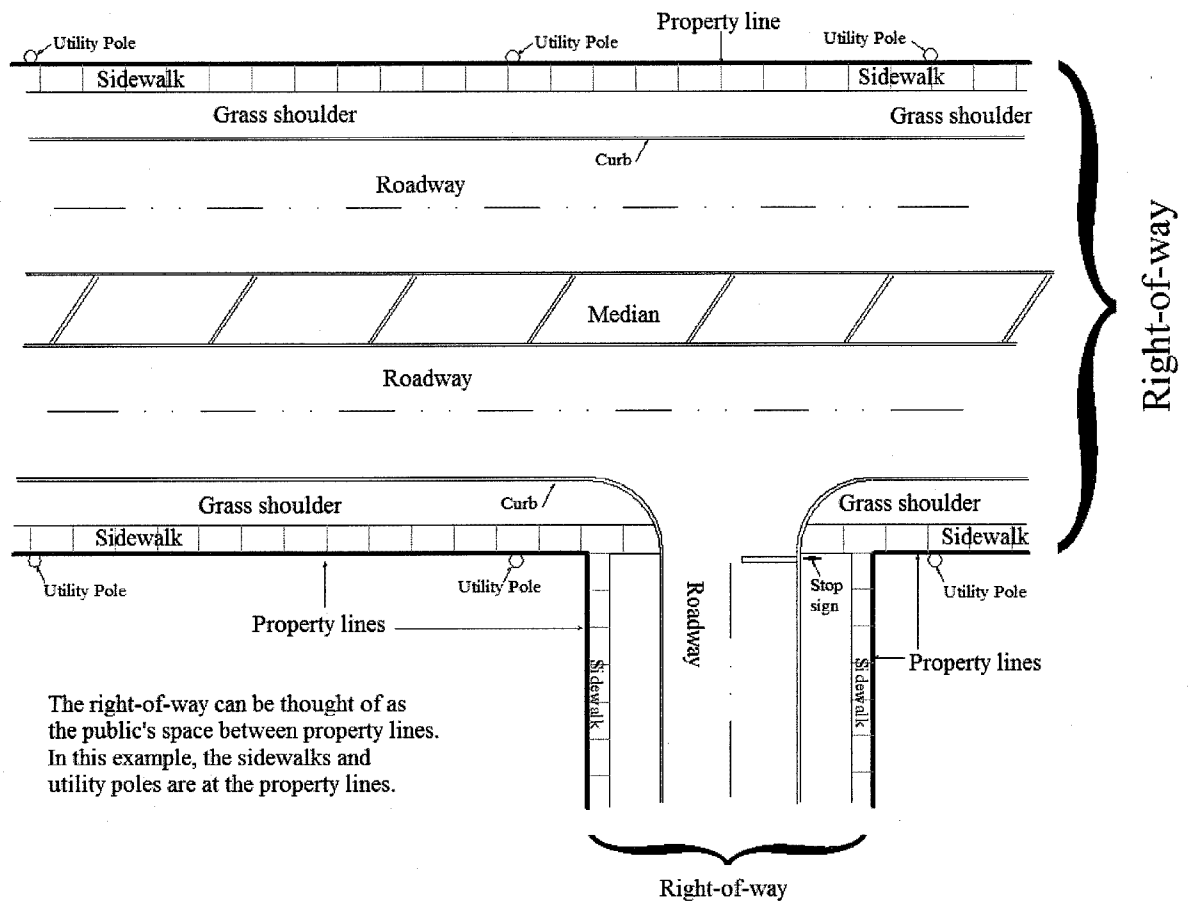 Property line
Utility Pole
Utility Pole
Utility Pole
Sidewalk
Sidewalk
Grass shoulder
Grass shoulder
Curb
Roadway
Right-of-way
Median
Roadway
Grass shoulder
Curb
Grass shoulder
Sidewalk
Sidewalk
Utility Pole
Utility Pole
Roadway
Stop
sign
Utility Pole
Property lines
Property lines
Sidewalk
Sidewalk
The right-of-way can be thought of as
the public's space between property lines.
In this example, the sidewalks and
utility poles are at the property lines.
Right-of-way